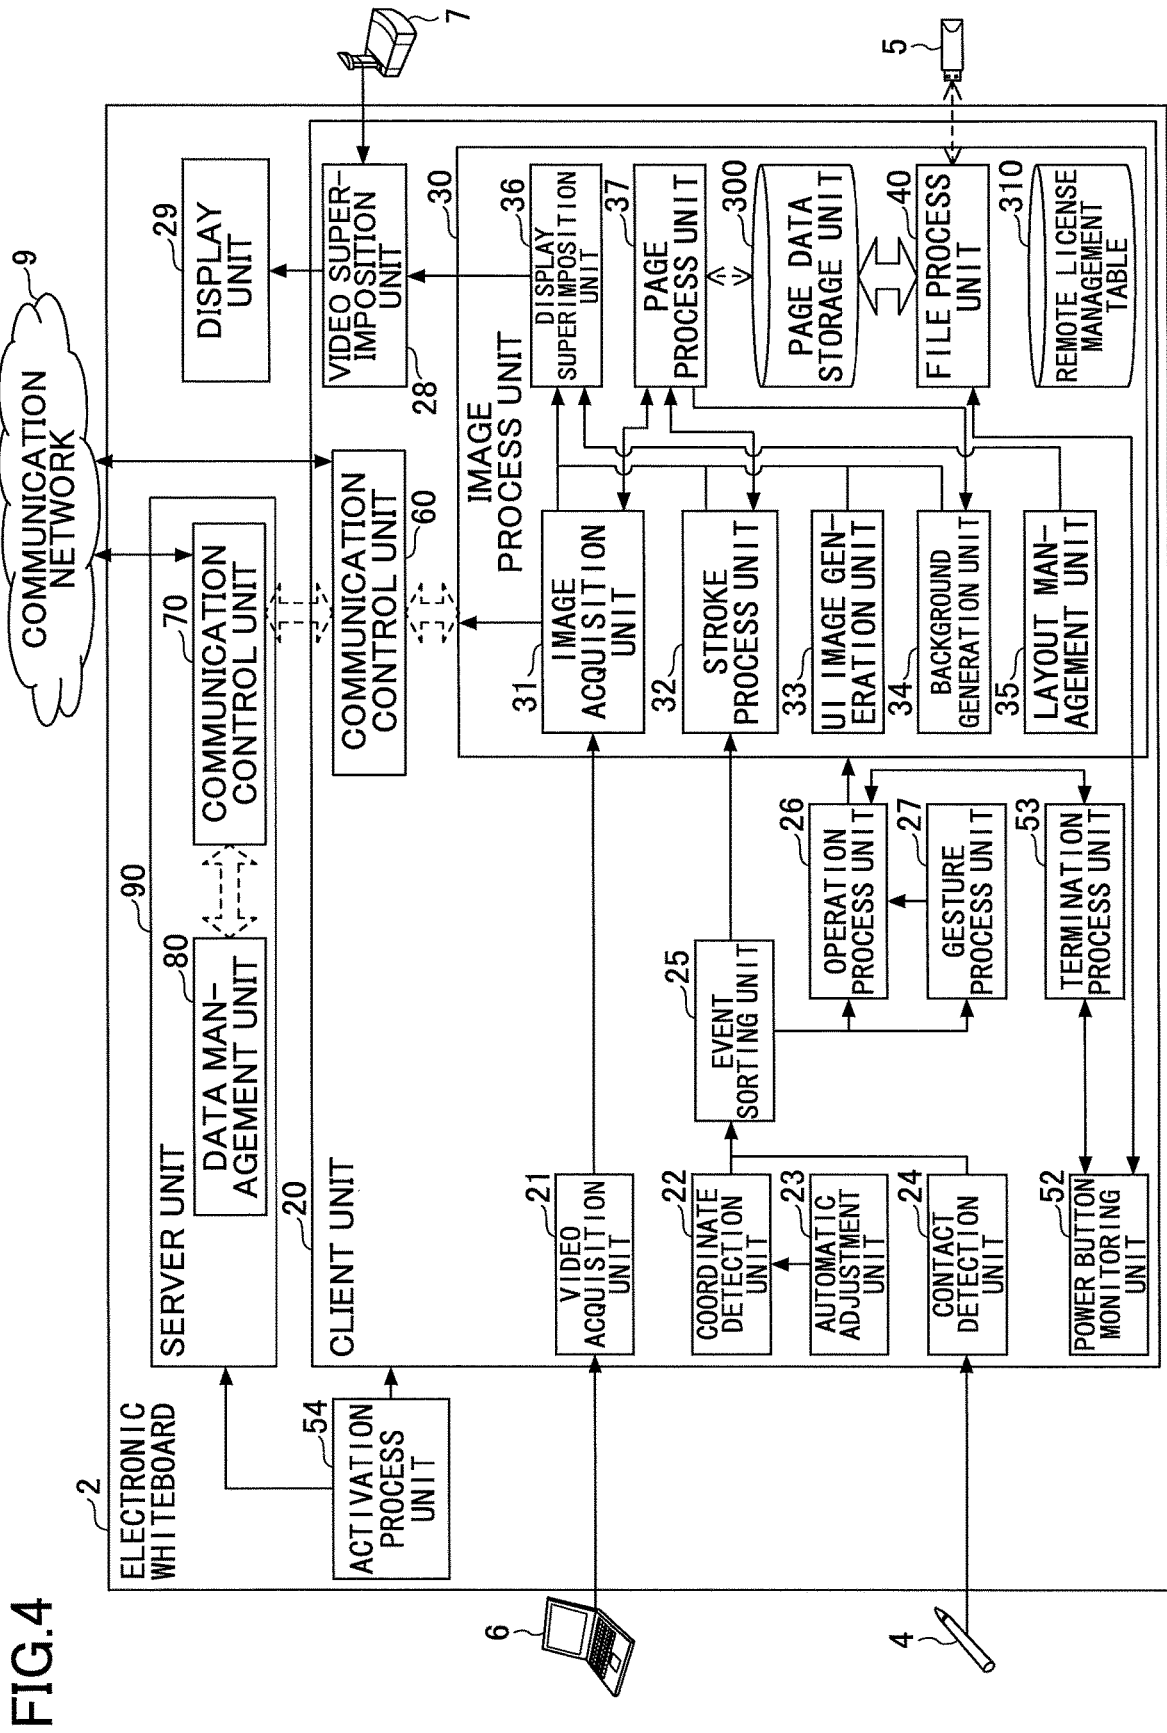 FIG.4
2
ELECTRONIC
WHITEBOARD
COMMUNICATION
NETWORK
9
90
SERVER UNIT
80
DATA MAN-
AGEMENT UNIT
70
COMMUNICATION
CONTROL UNIT
29
DISPLAY
UNIT
54
ACTIVATION
PROCESS
UNIT
20
CLIENT UNIT
COMMUNICATION
CONTROL UNIT
60
VIDEO SUPER-
IMPOSITION
UNIT
28
7
30
IMAGE
PROCESS UNIT
6
21
VIDEO
ACQUISITION
UNIT
31
IMAGE
ACQUISITION
UNIT
36
DISPLAY
SUPERIMPOSITION
UNIT
22
COORDINATE
DETECTION
UNIT
25
EVENT
SORTING UNIT
32
STROKE
PROCESS UNIT
37
PAGE
PROCESS UNIT
23
AUTOMATIC
ADJUSTMENT
UNIT
26
OPERATION
PROCESS UNIT
33
UI IMAGE GEN-
ERATION UNIT
300
PAGE DATA
STORAGE UNIT
4
24
CONTACT
DETECTION
UNIT
27
GESTURE
PROCESS UNIT
34
BACKGROUND
GENERATION UNIT
40
FILE PROCESS
UNIT
5
52
POWER BUTTON
MONITORING
UNIT
53
TERMINATION
PROCESS UNIT
35
LAYOUT MAN-
AGEMENT UNIT
310
REMOTE LICENSE
MANAGEMENT
TABLE